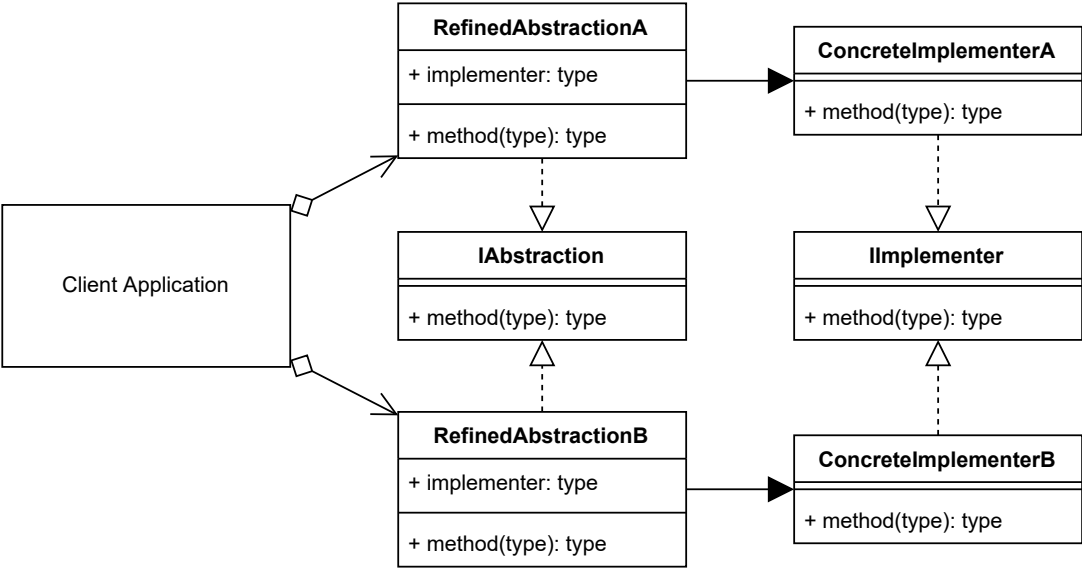 RefinedAbstractionA
+ implementer: type
+ method(type): type
ConcreteImplementerA
+ method(type): type
Client Application
IAbstraction
+ method(type): type
IImplementer
+ method(type): type
RefinedAbstractionB
+ implementer: type
+ method(type): type
ConcreteImplementerB
+ method(type): type